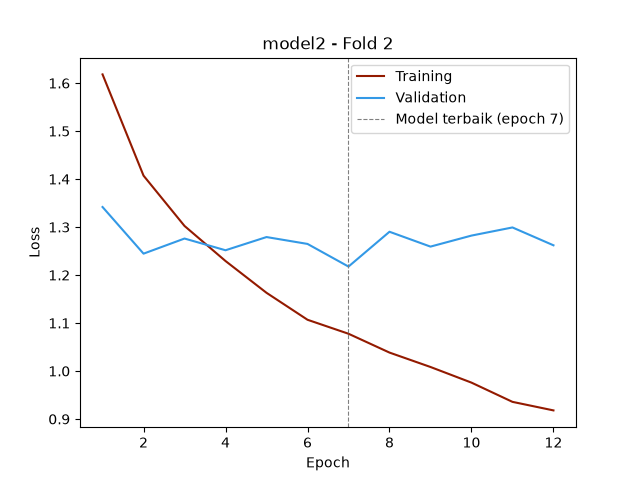 model2 - Fold 2
Training
Validation
Model terbaik (epoch 7)
Loss
1.6
1.5
1.4
1.3
1.2
1.1
1.0
0.9
2 4 6 8 10 12
Epoch